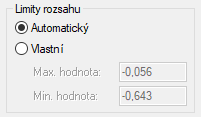 Limity rozsahu
Automatický
Vlastní
Max. hodnota: -0,056
Min. hodnota: -0,643